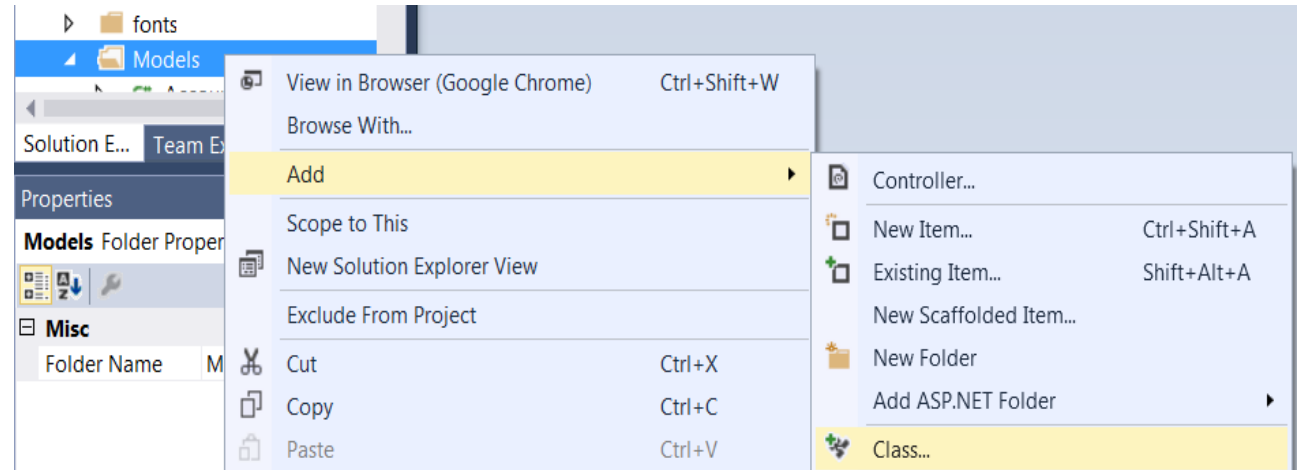 fonts
Models
Solution E...
Team Ex
Properties
Models Folder Proper
Misc
Folder Name M
View in Browser (Google Chrome) Ctrl+Shift+W
Browse With...
Add
Scope to This
New Solution Explorer View
Exclude From Project
Cut Ctrl+X
Copy Ctrl+C
Paste Ctrl+V
Controller...
New Item... Ctrl+Shift+A
Existing Item... Shift+Alt+A
New Scaffolded Item...
New Folder
Add ASP.NET Folder
Class...